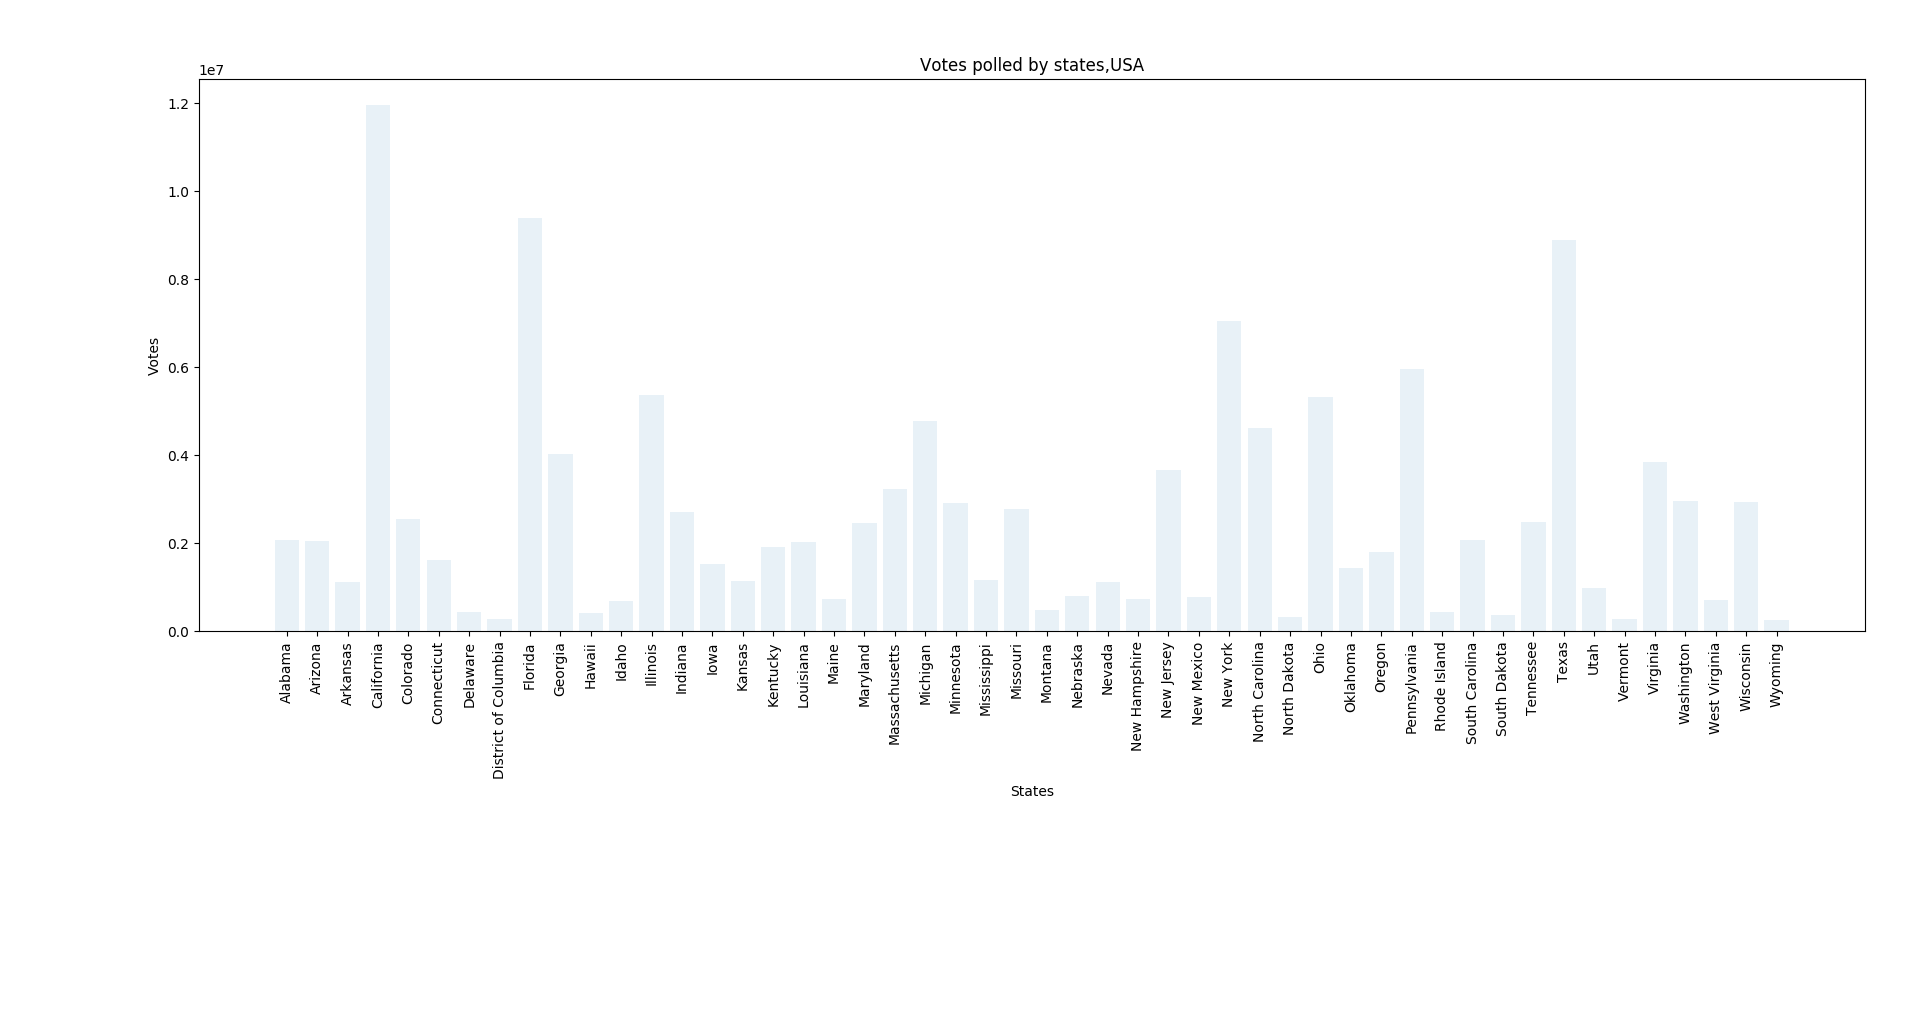 Votes polled by states,USA
1e7
1.2
1.0
0.8
0.6
0.4
0.2
0.0
Votes
Alabama
Arizona
Arkansas
California
Colorado
Connecticut
Delaware
District of Columbia
Florida
Georgia
Hawaii
Idaho
Illinois
Indiana
Iowa
Kansas
Kentucky
Louisiana
Maine
Maryland
Massachusetts
Michigan
Minnesota
Mississippi
Missouri
Montana
Nebraska
Nevada
New Hampshire
New Jersey
New Mexico
New York
North Carolina
North Dakota
Ohio
Oklahoma
Oregon
Pennsylvania
Rhode Island
South Carolina
South Dakota
Tennessee
Texas
Utah
Vermont
Virginia
Washington
West Virginia
Wisconsin
Wyoming
States